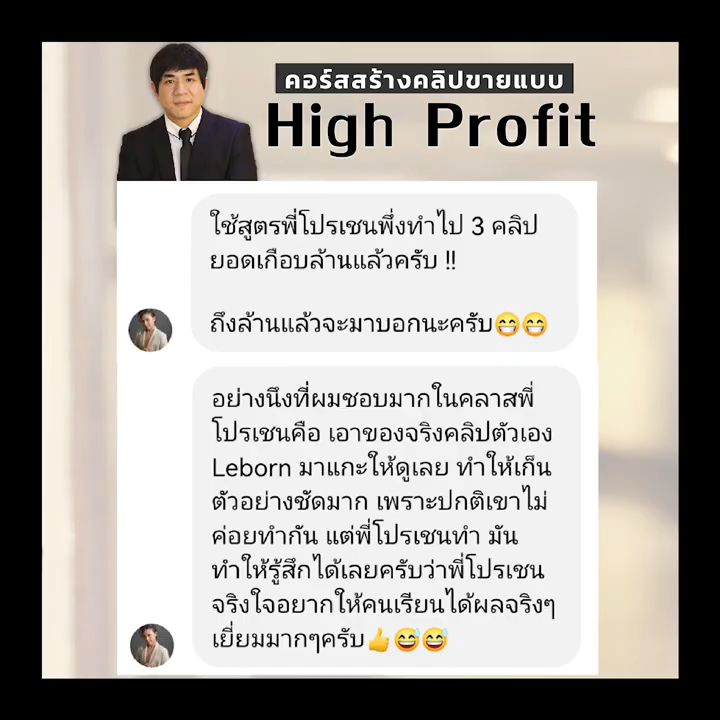 คอร์สสร้างคลิปขายแบบ
High Profit
ใช้สูตรพี่โปรเชนพึ่งทำไป 3 คลิป
ยอดเกือบล้านแล้วครับ !!
ถึงล้านแล้วจะมาบอกนะครับ😁😁
อย่างนึงที่ผมชอบมากในคลาสพี่
โปรเชนคือ เอาของจริงคลิปตัวเอง
Leborn มาแกะให้ดูเลย ทำให้เก็น
ตัวอย่างชัดมาก เพราะปกติเขาไม่
ค่อยทำกัน แต่พี่โปรเชนทำ มัน
ทำให้รู้สึกได้เลยครับว่าพี่โปรเชน
จริงใจอยากให้คนเรียนได้ผลจริงๆ
เยี่ยมมากๆครับ👍😅😅